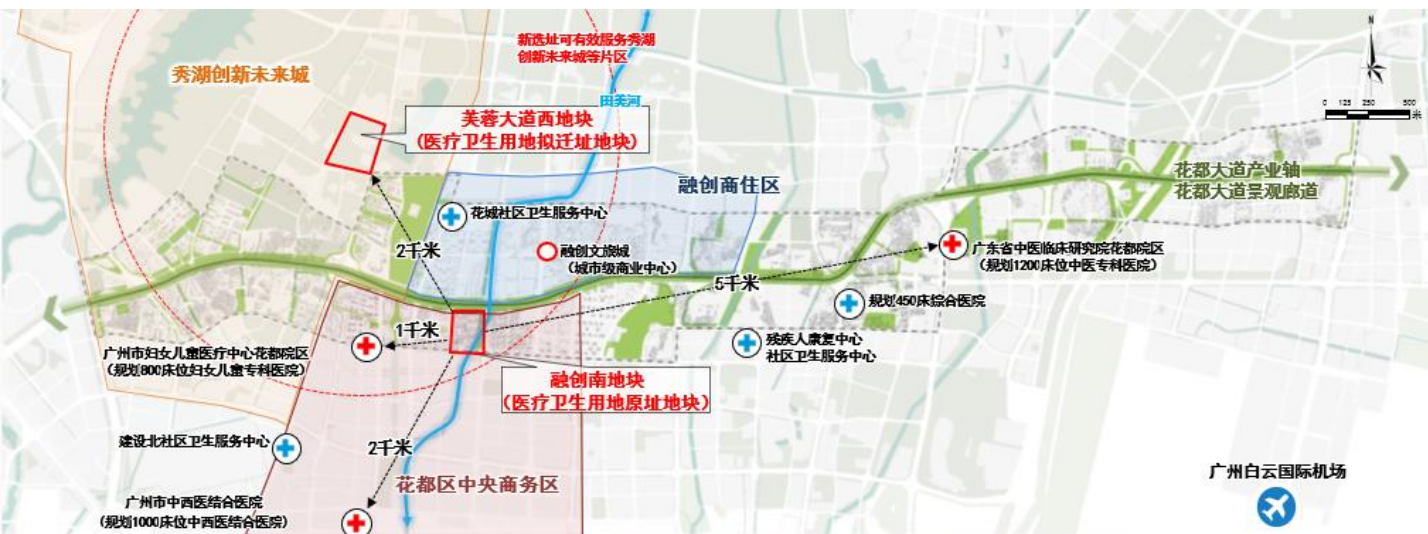 新选址可有效服务秀湖
创新未来城等片区
秀湖创新未来城
田美河
N
芙蓉大道西地块
(医疗卫生用地拟迁址地块)
0 125 250 500
米
融创商住区
花都大道产业轴
花都大道景观廊道
花城社区卫生服务中心
2千米
融创文旅城
(城市级商业中心)
广东省中医临床研究院花都院区
(规划1200床位中医专科医院)
5千米
规划450床综合医院
1千米
广州市妇女儿童医疗中心花都院区
(规划800床位妇女儿童专科医院)
残疾人康复中心
社区卫生服务中心
融创南地块
(医疗卫生用地原址地块)
建设北社区卫生服务中心
2千米
花都区中央商务区
广州白云国际机场
广州市中西医结合医院
(规划1000床位中西医结合医院)